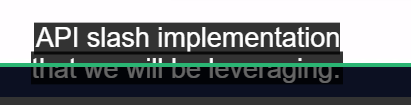 API slash implementation
that we will be leveraging.